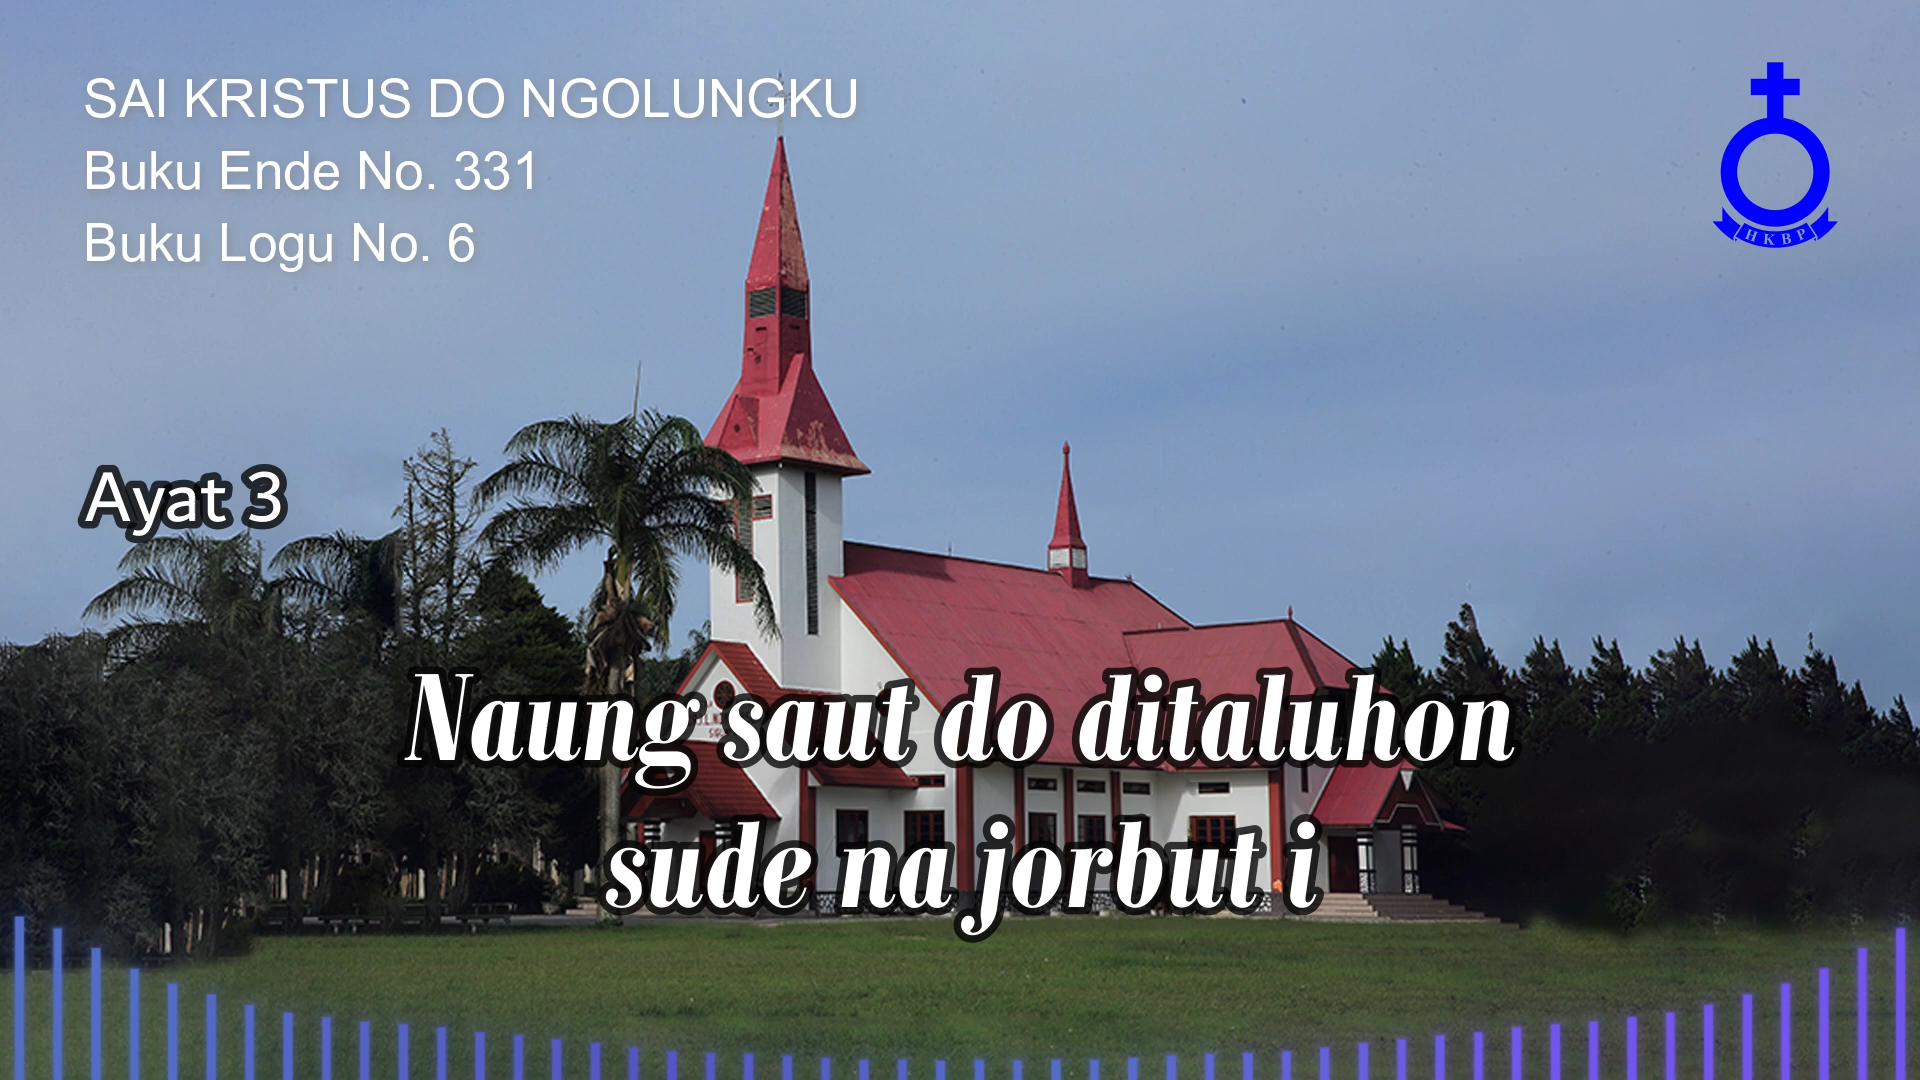 SAI KRISTUS DO NGOLUNGKU
Buku Ende No. 331
Buku Logu No. 6
HKBP
Ayat 3
Naung saut do ditaluhon
sude na jorbut i